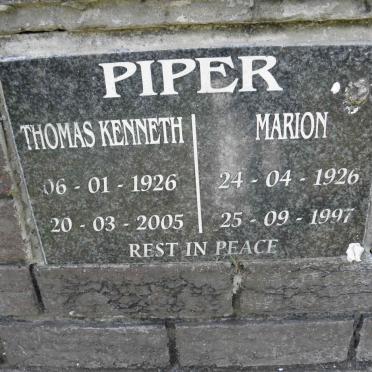 PIPER
THOMAS KENNETH
06 - 01 - 1926
20 - 03 - 2005
MARION
24 - 04 - 1926
25 - 09 - 1997
REST IN PEACE